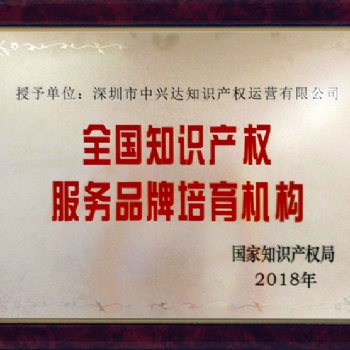 授予单位：深圳市中兴达知识产权运营有限公司
全国知识产权
服务品牌培育机构
国家知识产权局
2018年